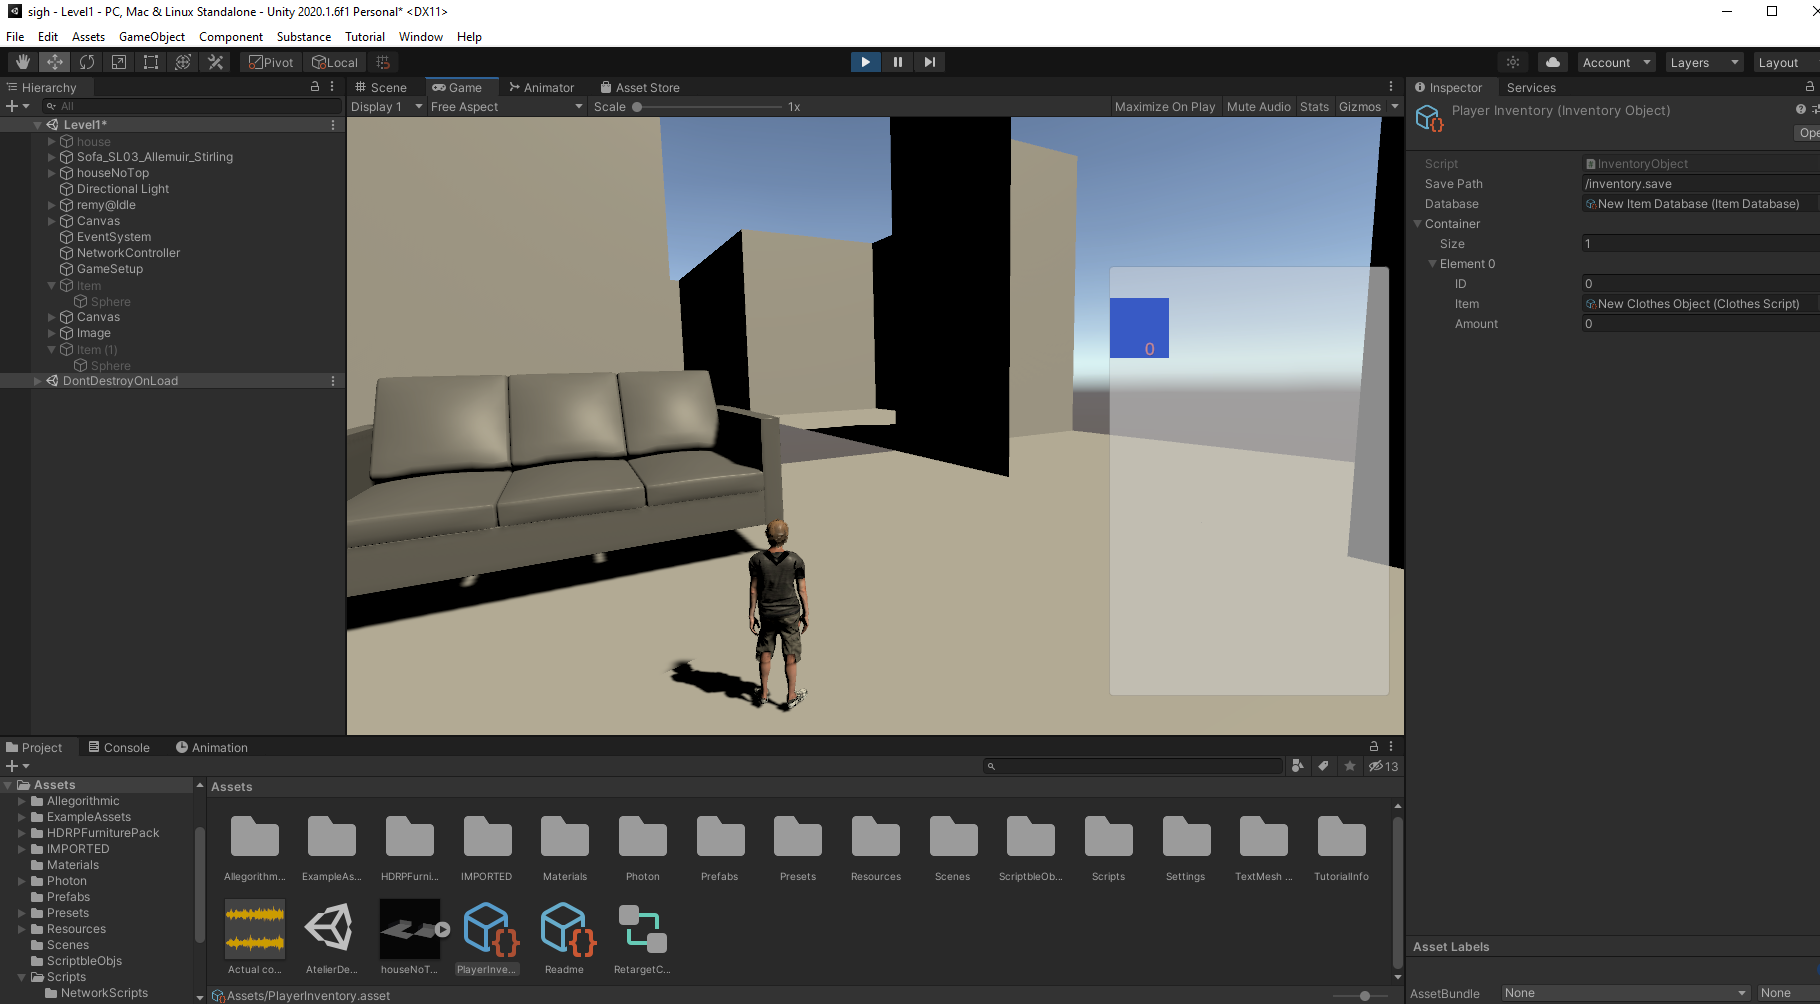 sigh - Level1 - PC, Mac & Linux Standalone - Unity 2020.1.6f1 Personal* <DX11>
File Edit Assets GameObject Component Substance Tutorial Window Help
Pivot Local Account Layers Layout
Hierarchy
All
Level1*
house
Sofa_SL03_Allemuir_Stirling
houseNoTop
Directional Light
remy@Idle
Canvas
EventSystem
NetworkController
GameSetup
Item
Sphere
Canvas
Image
Item (1)
Sphere
DontDestroyOnLoad
Scene Game Animator Asset Store
Display 1 Free Aspect Scale 1x Maximize On Play Mute Audio Stats Gizmos
0
Inspector Services
Player Inventory (Inventory Object)
Ope
Script InventoryObject
Save Path /inventory.save
Database New Item Database (Item Database)
Container
Size 1
Element 0
ID 0
Item New Clothes Object (Clothes Script)
Amount 0
Project Console Animation
13
Assets
Allegorithmic
ExampleAssets
HDRPFurniturePack
IMPORTED
Materials
Photon
Prefabs
Presets
Resources
Scenes
ScriptbleObjs
Scripts
NetworkScripts
Assets
Allegorithm... ExampleAs... HDRPFurni... IMPORTED Materials Photon Prefabs Presets Resources Scenes ScriptbleOb... Scripts Settings TextMesh ... TutorialInfo
Actual co... AtelierDe... houseNoT... PlayerInve... Readme RetargetC...
Assets/PlayerInventory.asset
Asset Labels
AssetBundle None None